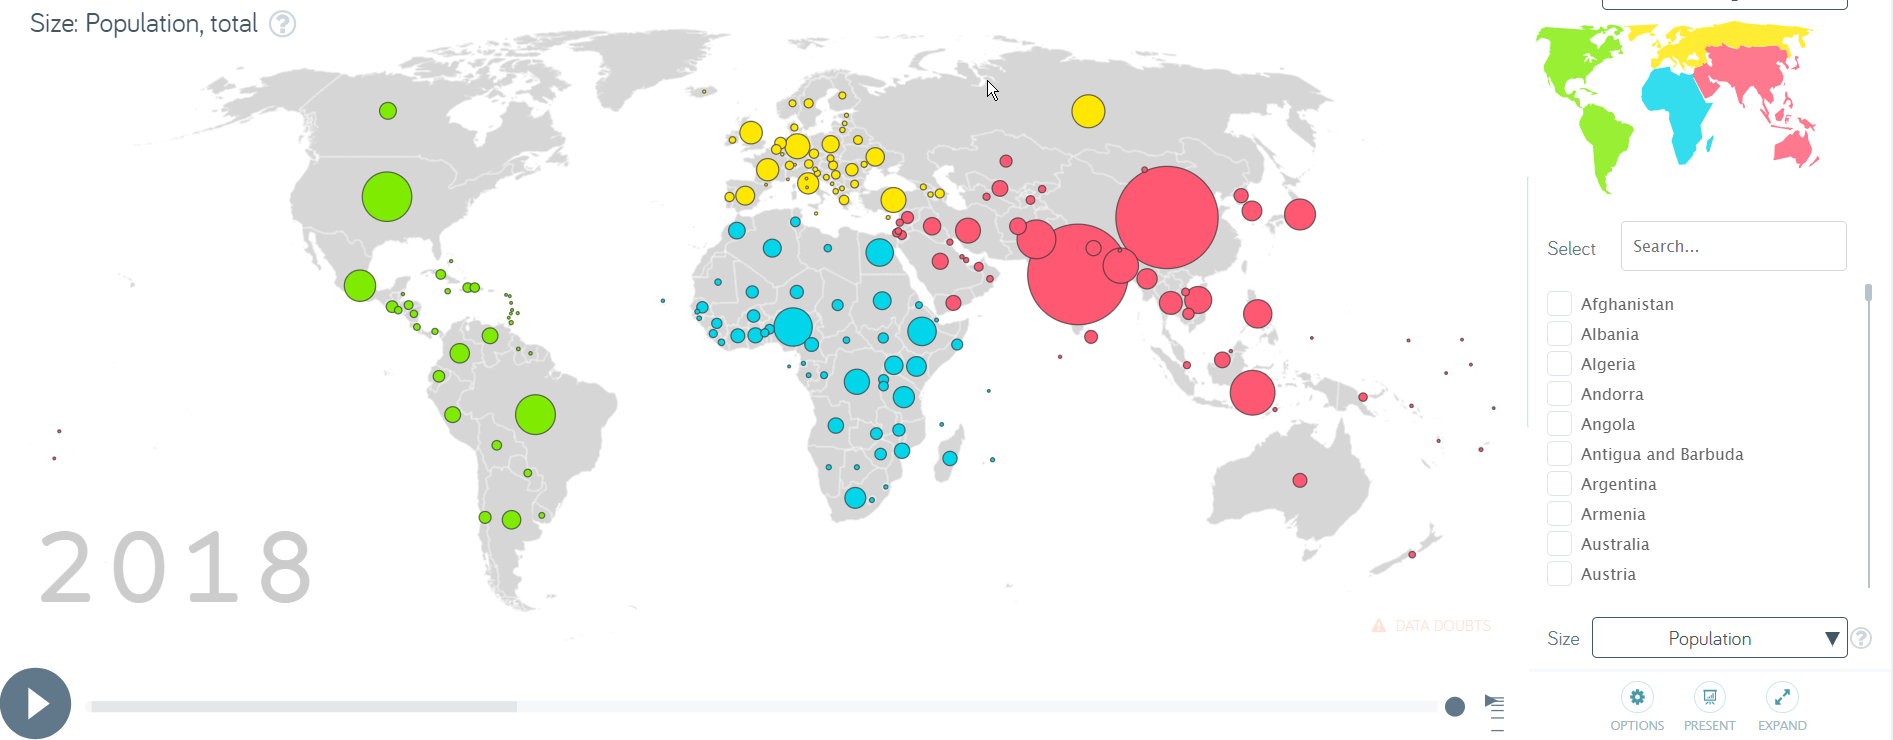 Size: Population, total ?
2018
DATA DOUBTS
Select
Search...
Afghanistan
Albania
Algeria
Andorra
Angola
Antigua and Barbuda
Argentina
Armenia
Australia
Austria
Size Population ?
OPTIONS PRESENT EXPAND